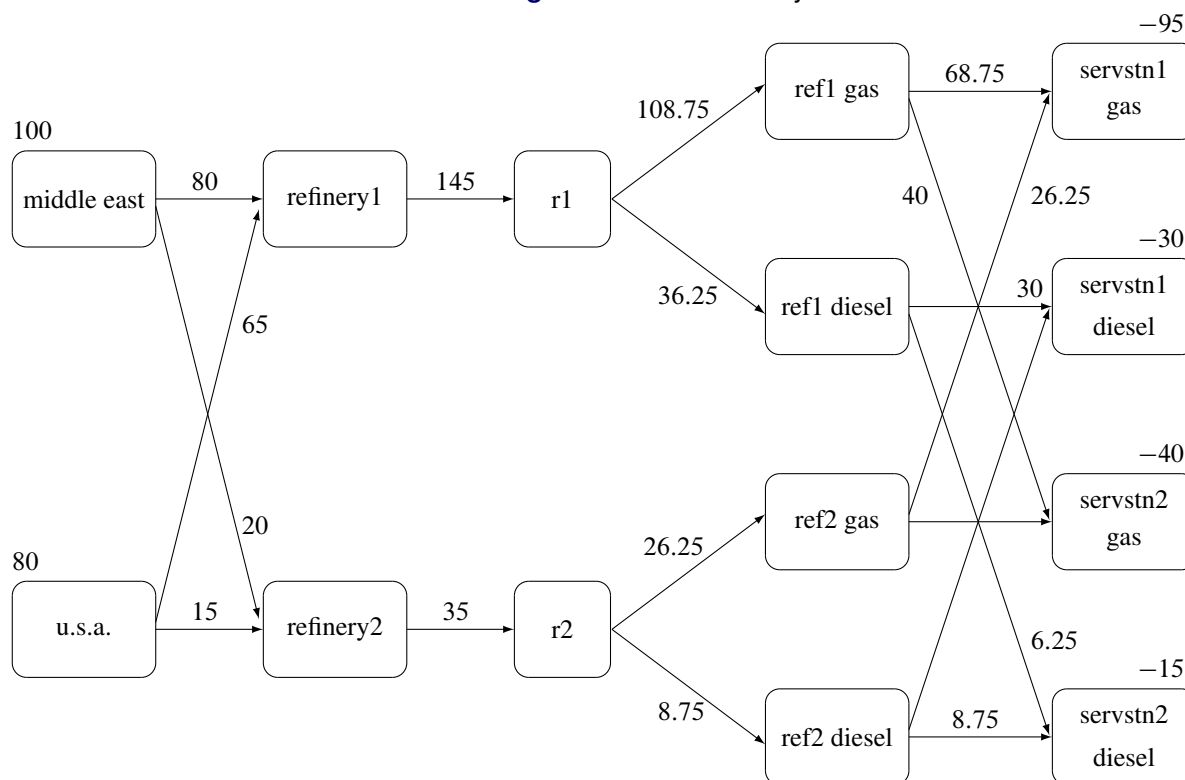 −95
68.75
ref1 gas
servstn1
gas
108.75
100
middle east
80
refinery1
145
r1
40
26.25
−30
36.25
ref1 diesel
30
servstn1
diesel
65
−40
20
ref2 gas
servstn2
gas
26.25
80
u.s.a.
15
refinery2
35
r2
6.25
−15
8.75
ref2 diesel
8.75
servstn2
diesel